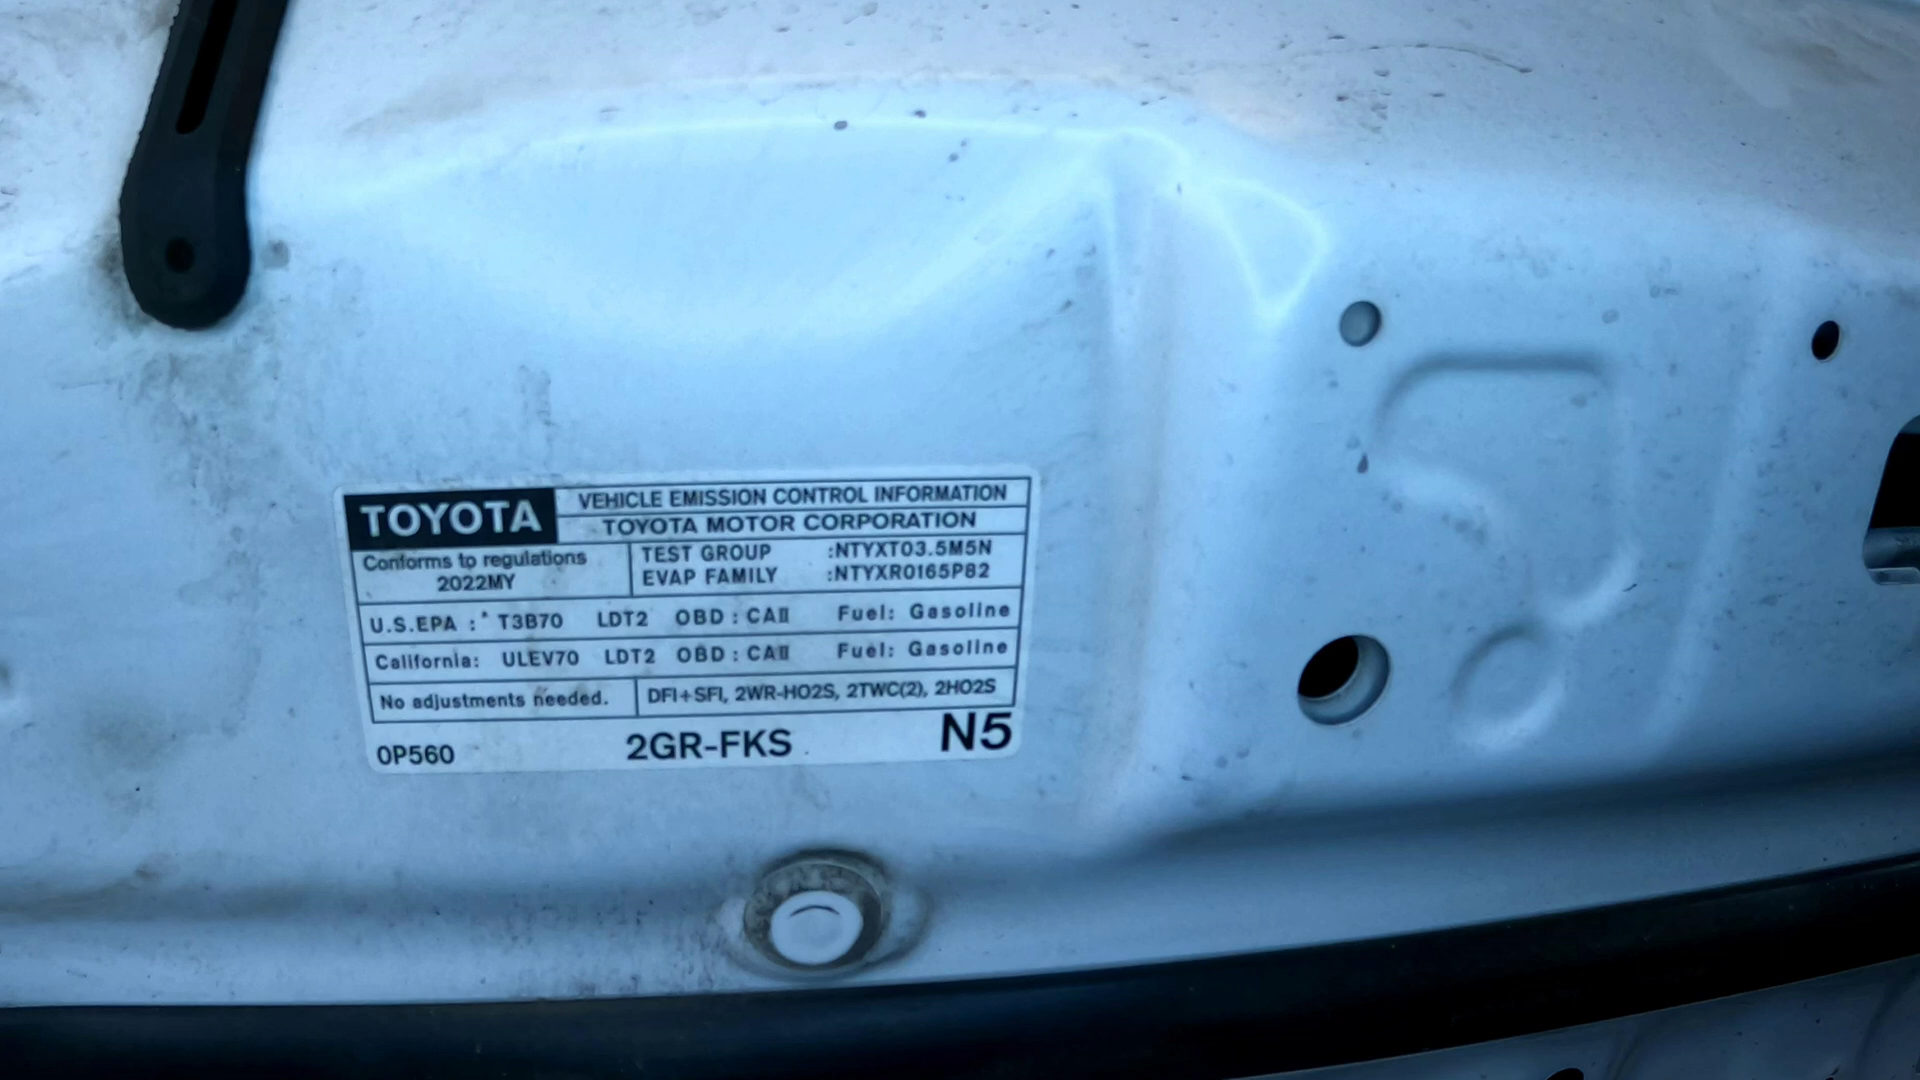 TOYOTA
VEHICLE EMISSION CONTROL INFORMATION
TOYOTA MOTOR CORPORATION
Conforms to regulations
2022MY
TEST GROUP :NTYXT03.5M5N
EVAP FAMILY :NTYXR0165P82
U.S.EPA : T3B70 LDT2 OBD : CAⅡ Fuel: Gasoline
California: ULEV70 LDT2 OBD : CAⅡ Fuel: Gasoline
No adjustments needed.
DFI+SFI, 2WR-HO2S, 2TWC(2), 2HO2S
0P560 2GR-FKS N5